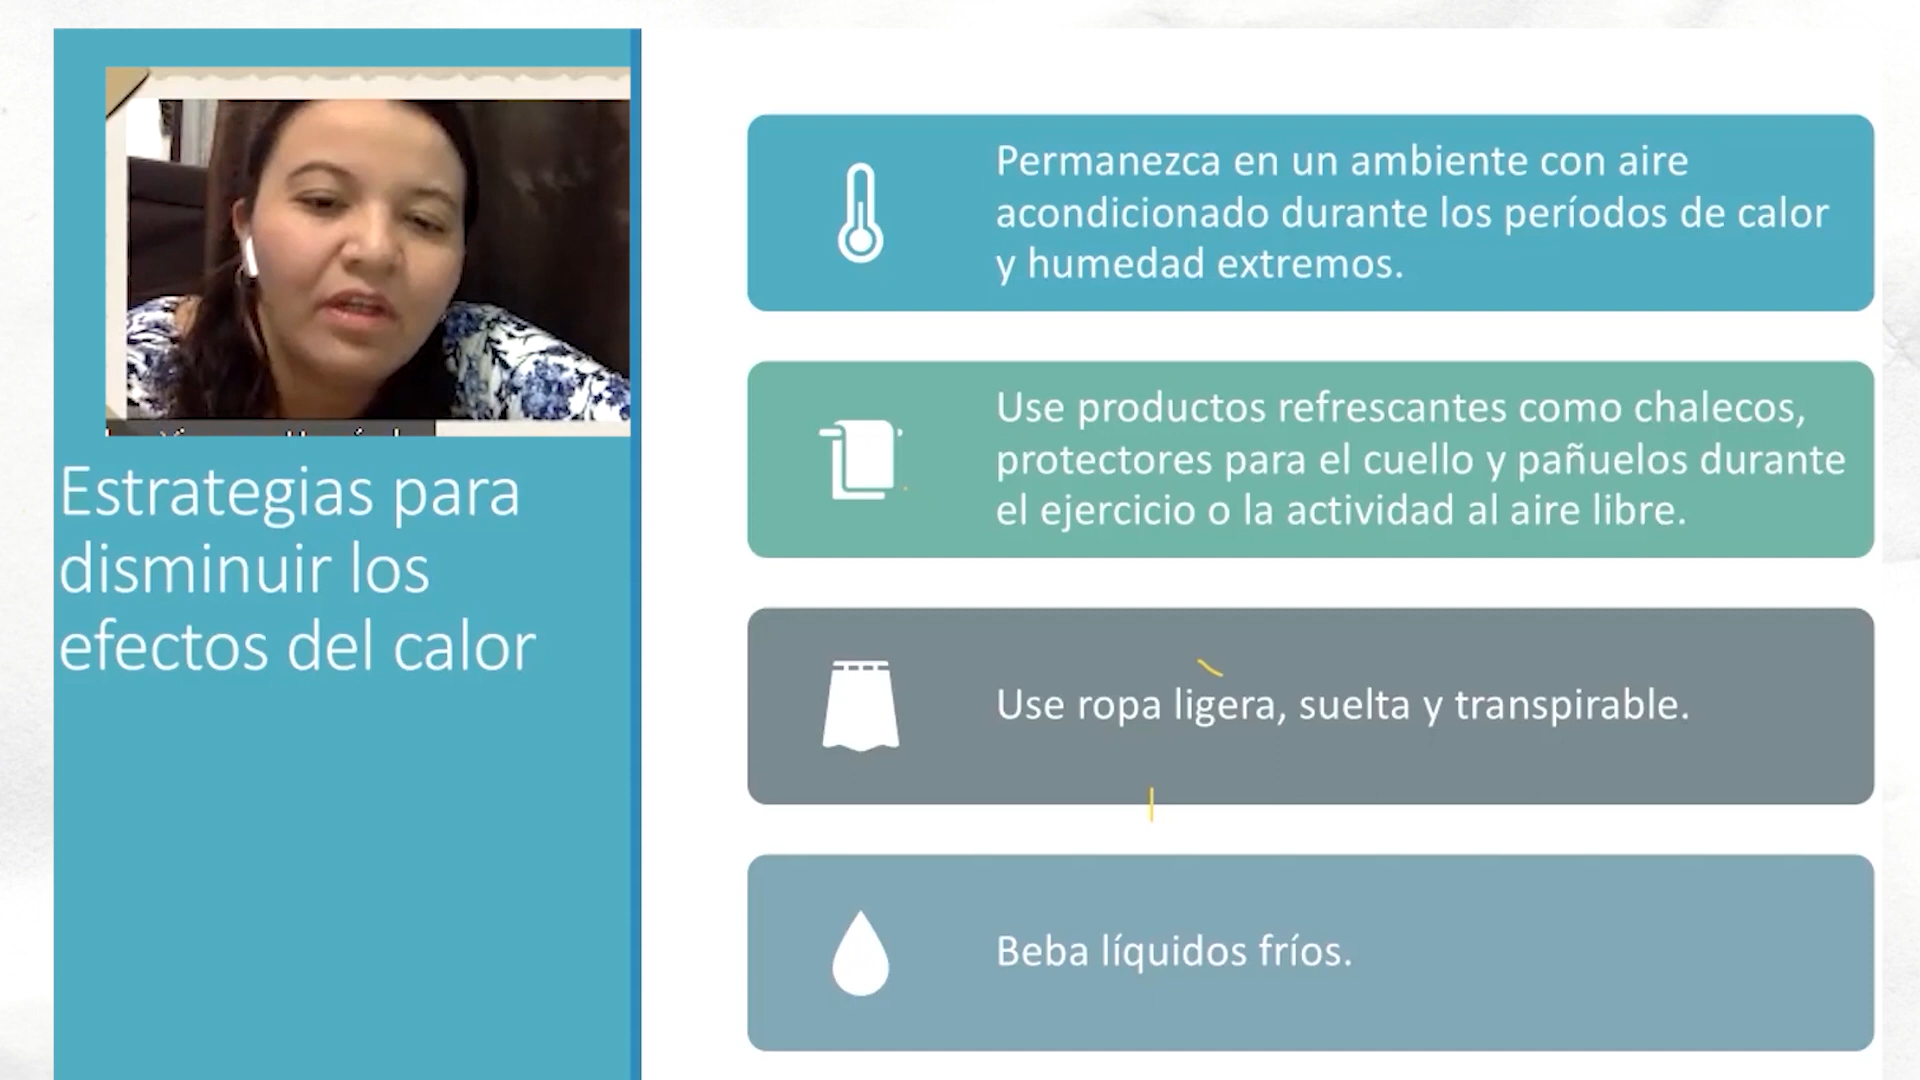 Estrategias para
disminuir los
efectos del calor
Permanezca en un ambiente con aire
acondicionado durante los períodos de calor
y humedad extremos.
Use productos refrescantes como chalecos,
protectores para el cuello y pañuelos durante
el ejercicio o la actividad al aire libre.
Use ropa ligera, suelta y transpirable.
Beba líquidos fríos.